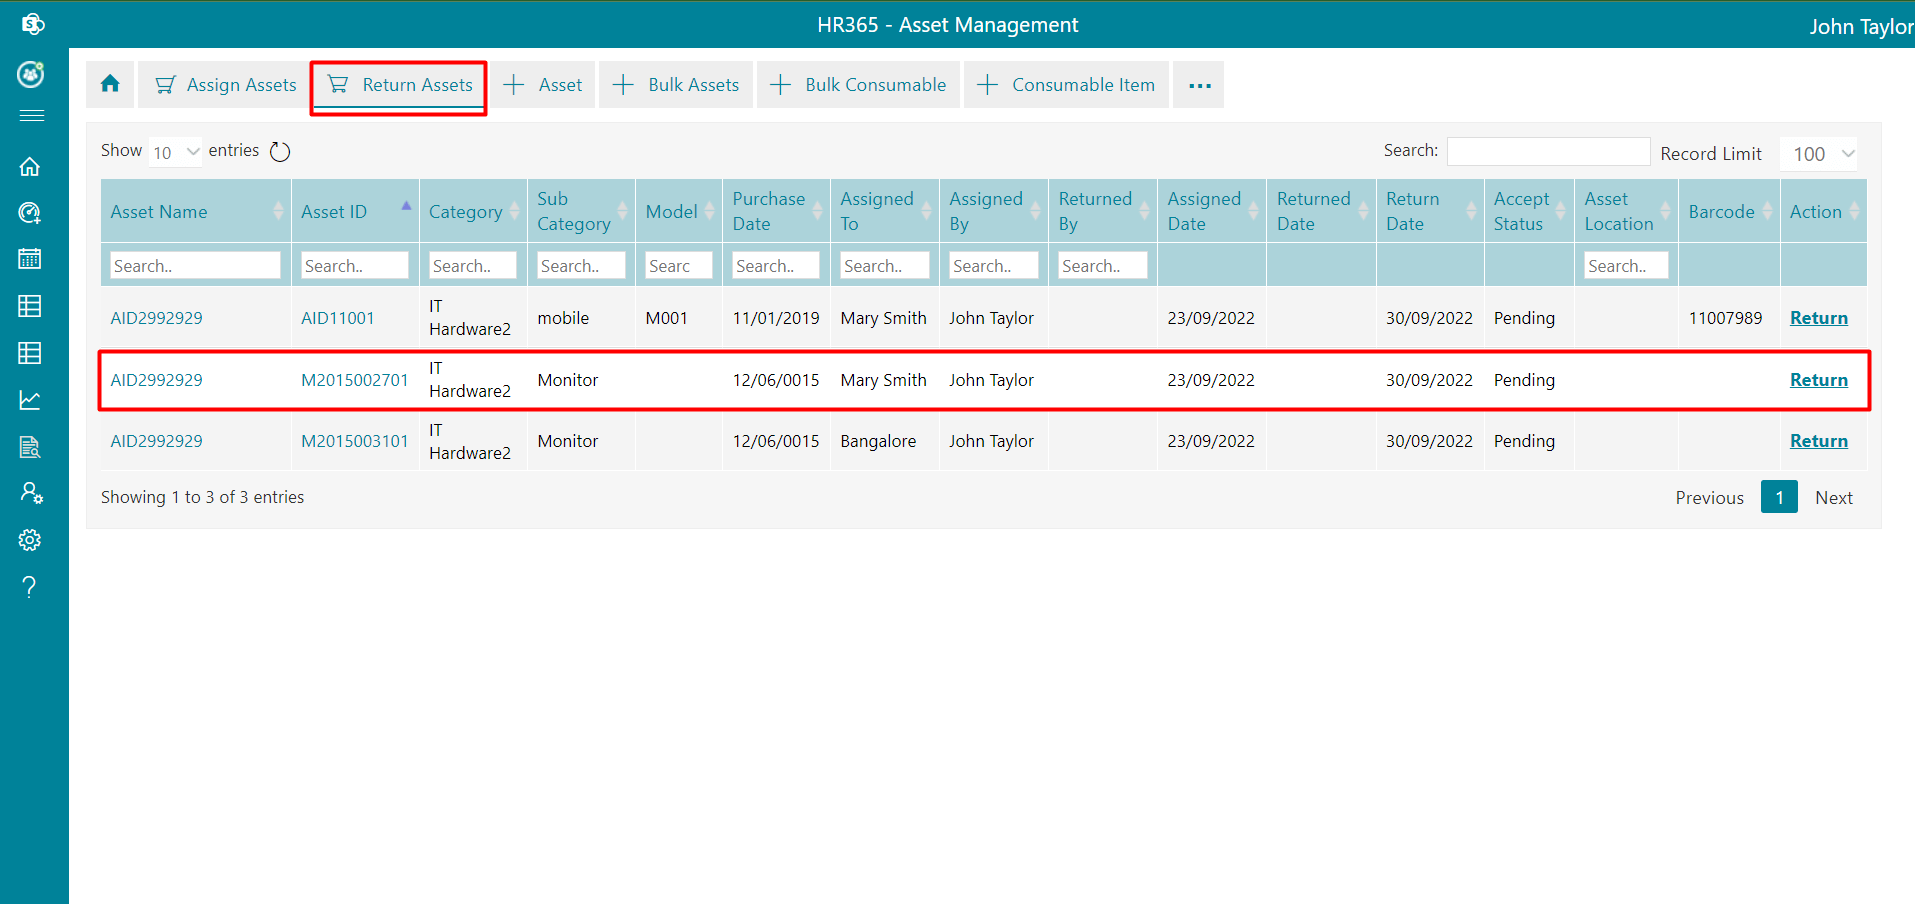 HR365 - Asset Management
John Taylor
Assign Assets Return Assets Asset Bulk Assets Bulk Consumable Consumable Item ...
Show 10 entries Search: Record Limit 100
Asset Name Asset ID Category Sub Category Model Purchase Date Assigned To Assigned By Returned By Assigned Date Returned Date Return Date Accept Status Asset Location Barcode Action
Search.. Search.. Search.. Search.. Searc Search.. Search.. Search.. Search.. Search..
AID2992929 AID11001 IT Hardware2 mobile M001 11/01/2019 Mary Smith John Taylor 23/09/2022 30/09/2022 Pending 11007989 Return
AID2992929 M2015002701 IT Hardware2 Monitor 12/06/0015 Mary Smith John Taylor 23/09/2022 30/09/2022 Pending Return
AID2992929 M2015003101 IT Hardware2 Monitor 12/06/0015 Bangalore John Taylor 23/09/2022 30/09/2022 Pending Return
Showing 1 to 3 of 3 entries Previous 1 Next